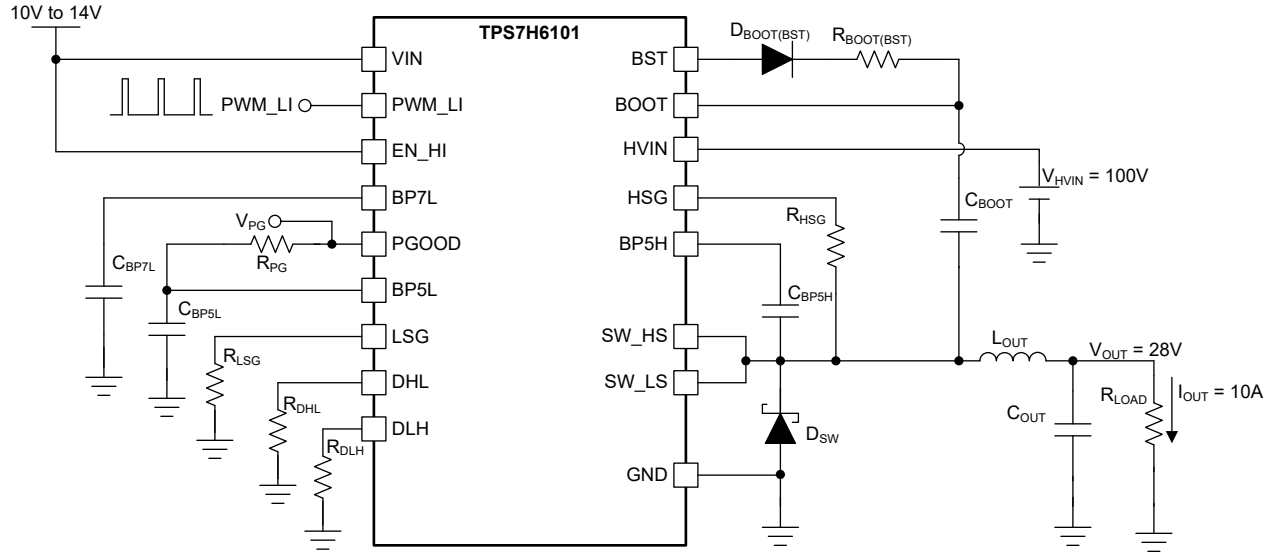 10V to 14V
TPS7H6101
VIN
PWM_LI
PWM_LI
EN_HI
BP7L
V_PG
PGOOD
R_PG
BP5L
C_BP7L
C_BP5L
LSG
R_LSG
DHL
R_DHL
DLH
R_DLH
BST
D_BOOT(BST)
R_BOOT(BST)
BOOT
HVIN
V_HVIN = 100V
HSG
R_HSG
C_BOOT
BP5H
C_BP5H
SW_HS
SW_LS
L_OUT
V_OUT = 28V
I_OUT = 10A
R_LOAD
C_OUT
D_SW
GND